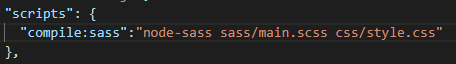 "scripts": {
"compile:sass":"node-sass sass/main.scss css/style.css"
},